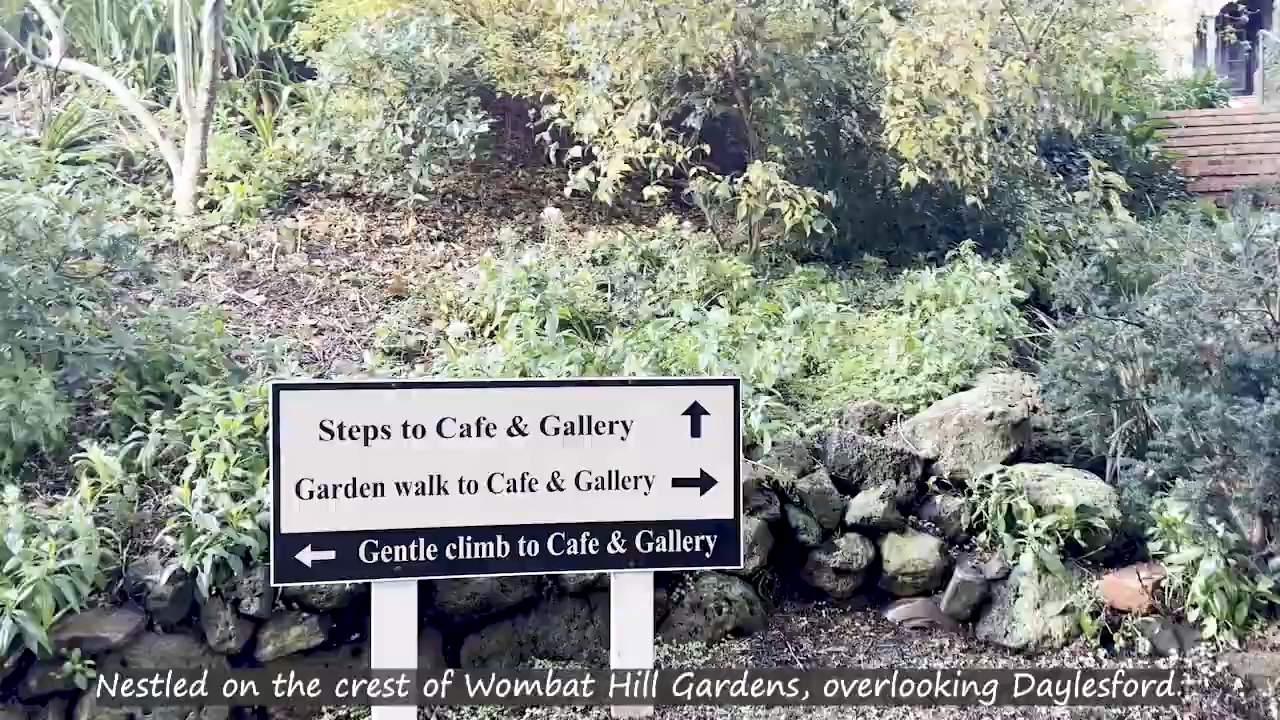 Steps to Cafe & Gallery ↑
Garden walk to Cafe & Gallery →
← Gentle climb to Cafe & Gallery
Nestled on the crest of Wombat Hill Gardens, overlooking Daylesford.